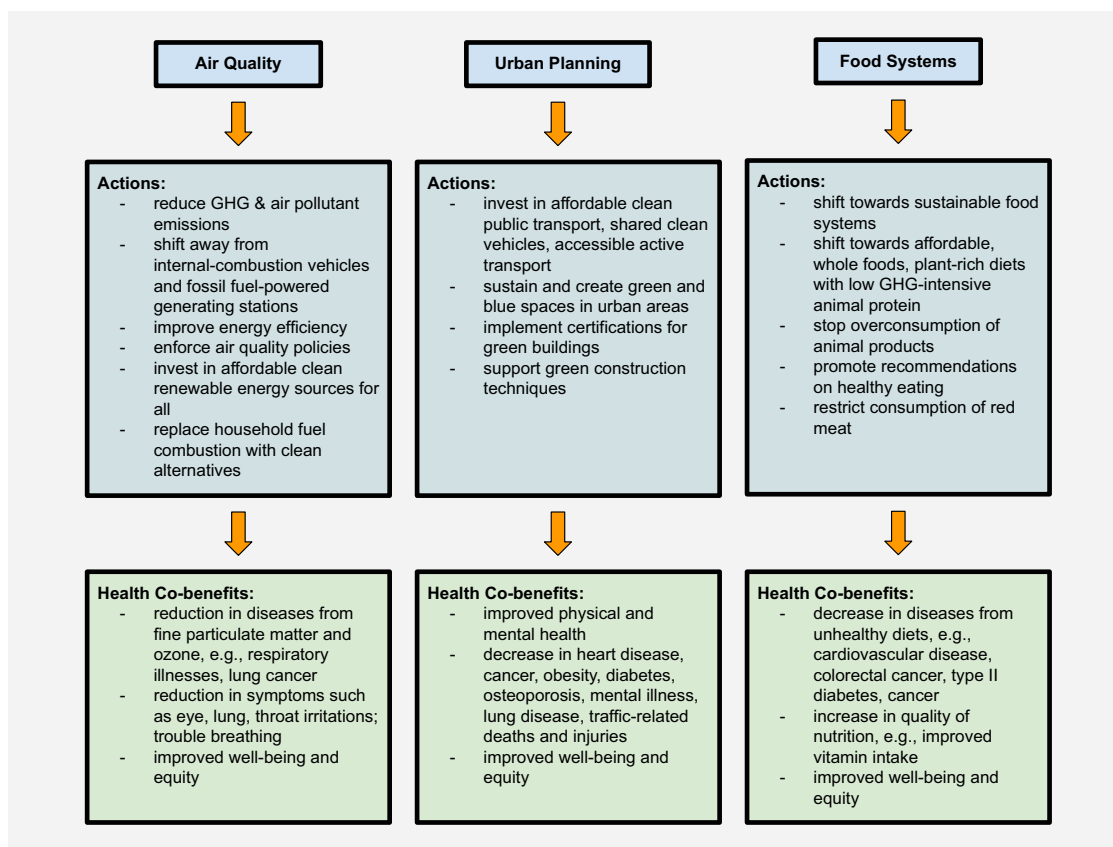 Air Quality
Urban Planning
Food Systems
Actions:
- reduce GHG & air pollutant
emissions
- shift away from
internal-combustion vehicles
and fossil fuel-powered
generating stations
- improve energy efficiency
- enforce air quality policies
- invest in affordable clean
renewable energy sources for
all
- replace household fuel
combustion with clean
alternatives
Actions:
- invest in affordable clean
public transport, shared clean
vehicles, accessible active
transport
- sustain and create green and
blue spaces in urban areas
- implement certifications for
green buildings
- support green construction
techniques
Actions:
- shift towards sustainable food
systems
- shift towards affordable,
whole foods, plant-rich diets
with low GHG-intensive
animal protein
- stop overconsumption of
animal products
- promote recommendations
on healthy eating
- restrict consumption of red
meat
Health Co-benefits:
- reduction in diseases from
fine particulate matter and
ozone, e.g., respiratory
illnesses, lung cancer
- reduction in symptoms such
as eye, lung, throat irritations;
trouble breathing
- improved well-being and
equity
Health Co-benefits:
- improved physical and
mental health
- decrease in heart disease,
cancer, obesity, diabetes,
osteoporosis, mental illness,
lung disease, traffic-related
deaths and injuries
- improved well-being and
equity
Health Co-benefits:
- decrease in diseases from
unhealthy diets, e.g.,
cardiovascular disease,
colorectal cancer, type II
diabetes, cancer
- increase in quality of
nutrition, e.g., improved
vitamin intake
- improved well-being and
equity